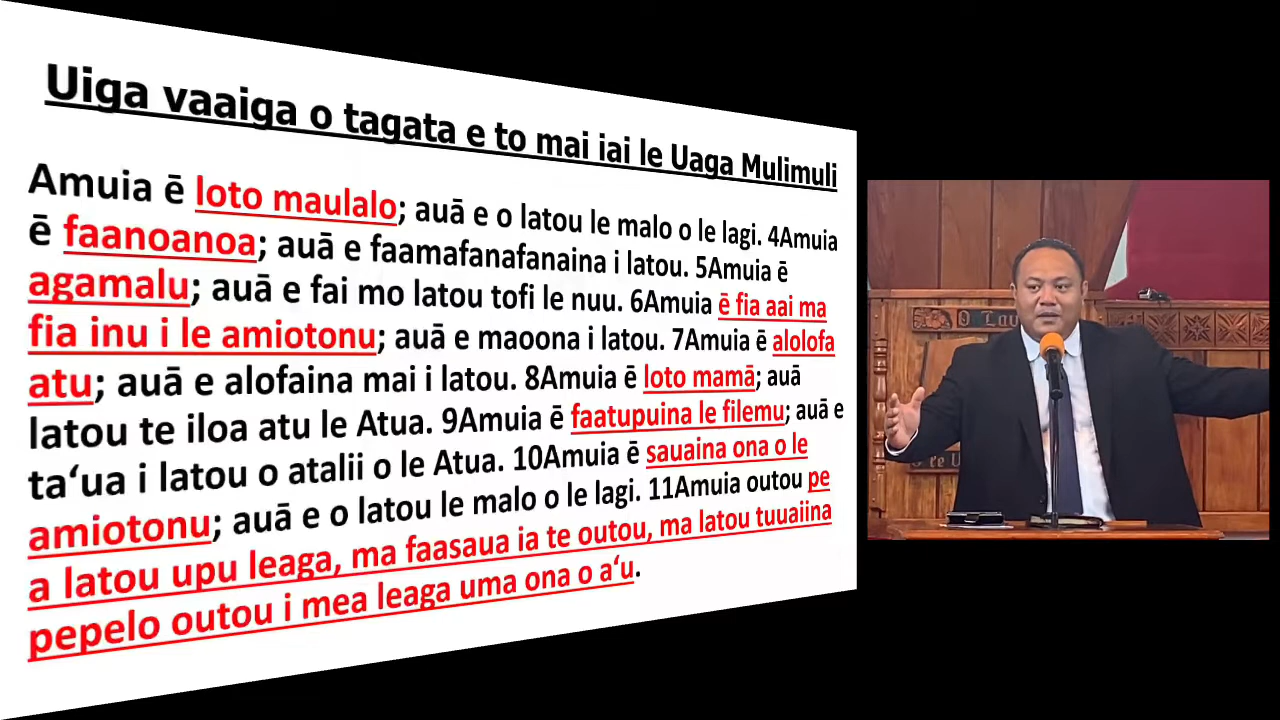 Uiga vaaiga o tagata e to mai iai le Uaga Mulimuli
Amuia ē loto maulalo; auā e o latou le malo o le lagi. 4Amuia
ē faanoanoa; auā e faamafanafanaina i latou. 5Amuia ē
agamalu; auā e fai mo latou tofi le nuu. 6Amuia ē fia aai ma
fia inu i le amiotonu; auā e maoona i latou. 7Amuia ē alolofa
atu; auā e alofaina mai i latou. 8Amuia ē loto mamā; auā
latou te iloa atu le Atua. 9Amuia ē faatupuina le filemu; auā e
ta‘ua i latou o atalii o le Atua. 10Amuia ē sauaina ona o le
amiotonu; auā e o latou le malo o le lagi. 11Amuia outou pe
a latou upu leaga, ma faasaua ia te outou, ma latou tuuaiina
pepelo outou i mea leaga uma ona o a‘u.